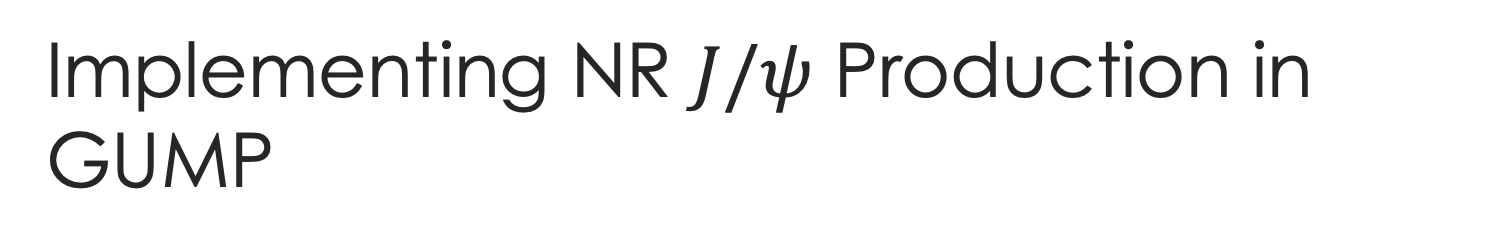 Implementing NR J/ψ Production in
GUMP